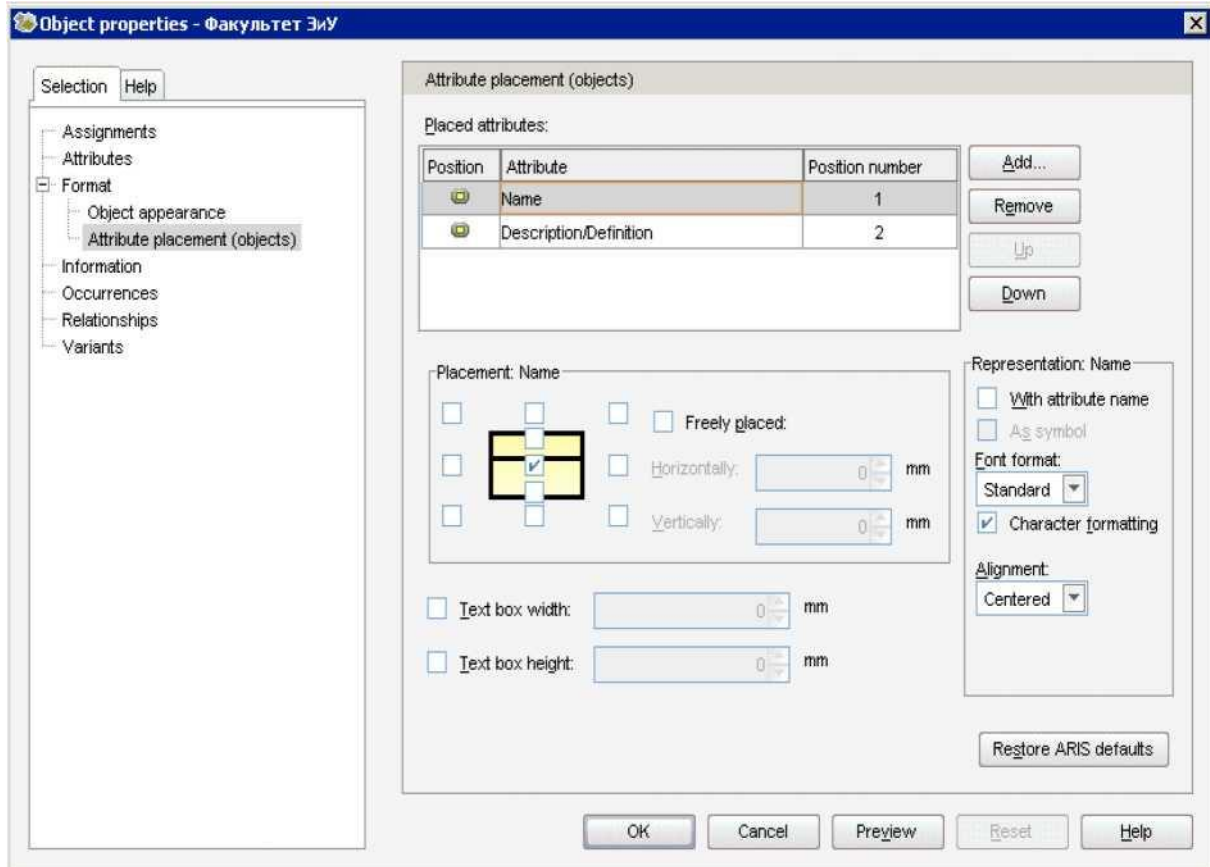 Object properties - Факультет ЭиУ
Selection Help
Assignments
Attributes
Format
Object appearance
Attribute placement (objects)
Information
Occurrences
Relationships
Variants
Attribute placement (objects)
Placed attributes:
Position Attribute Position number
Name 1
Description/Definition 2
Add...
Remove
Up
Down
Placement: Name
Freely placed:
Horizontally: 0 mm
Vertically: 0 mm
Text box width: 0 mm
Text box height: 0 mm
Representation: Name
With attribute name
As symbol
Font format:
Standard
Character formatting
Alignment:
Centered
Restore ARIS defaults
OK Cancel Preview Reset Help